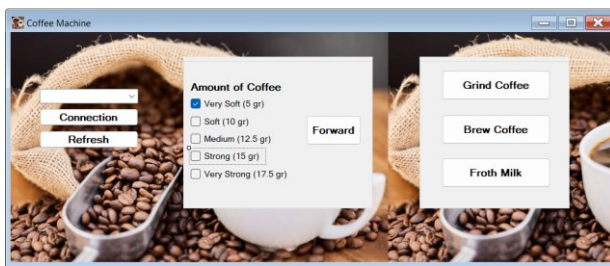 Coffee Machine
Connection
Refresh
Amount of Coffee
Very Soft (5 gr)
Soft (10 gr)
Medium (12.5 gr)
Strong (15 gr)
Very Strong (17.5 gr)
Forward
Grind Coffee
Brew Coffee
Froth Milk